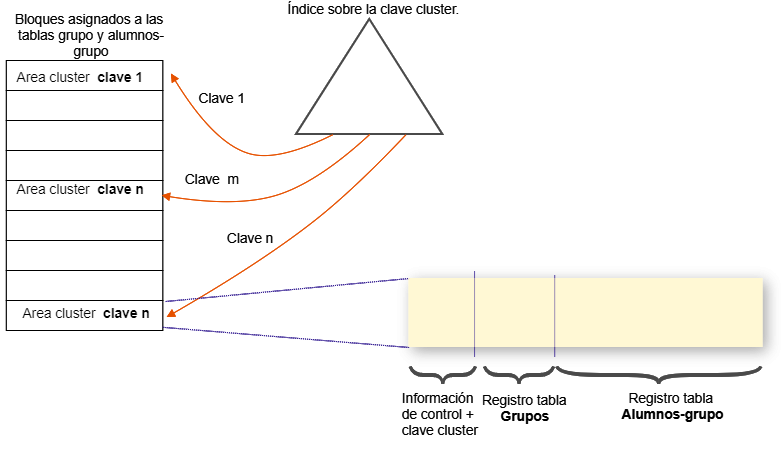 Índice sobre la clave cluster.
Bloques asignados a las
tablas grupo y alumnos-
grupo
Area cluster clave 1
Clave 1
Clave m
Area cluster clave n
Clave n
Area cluster clave n
Información
de control +
clave cluster
Registro tabla
Grupos
Registro tabla
Alumnos-grupo